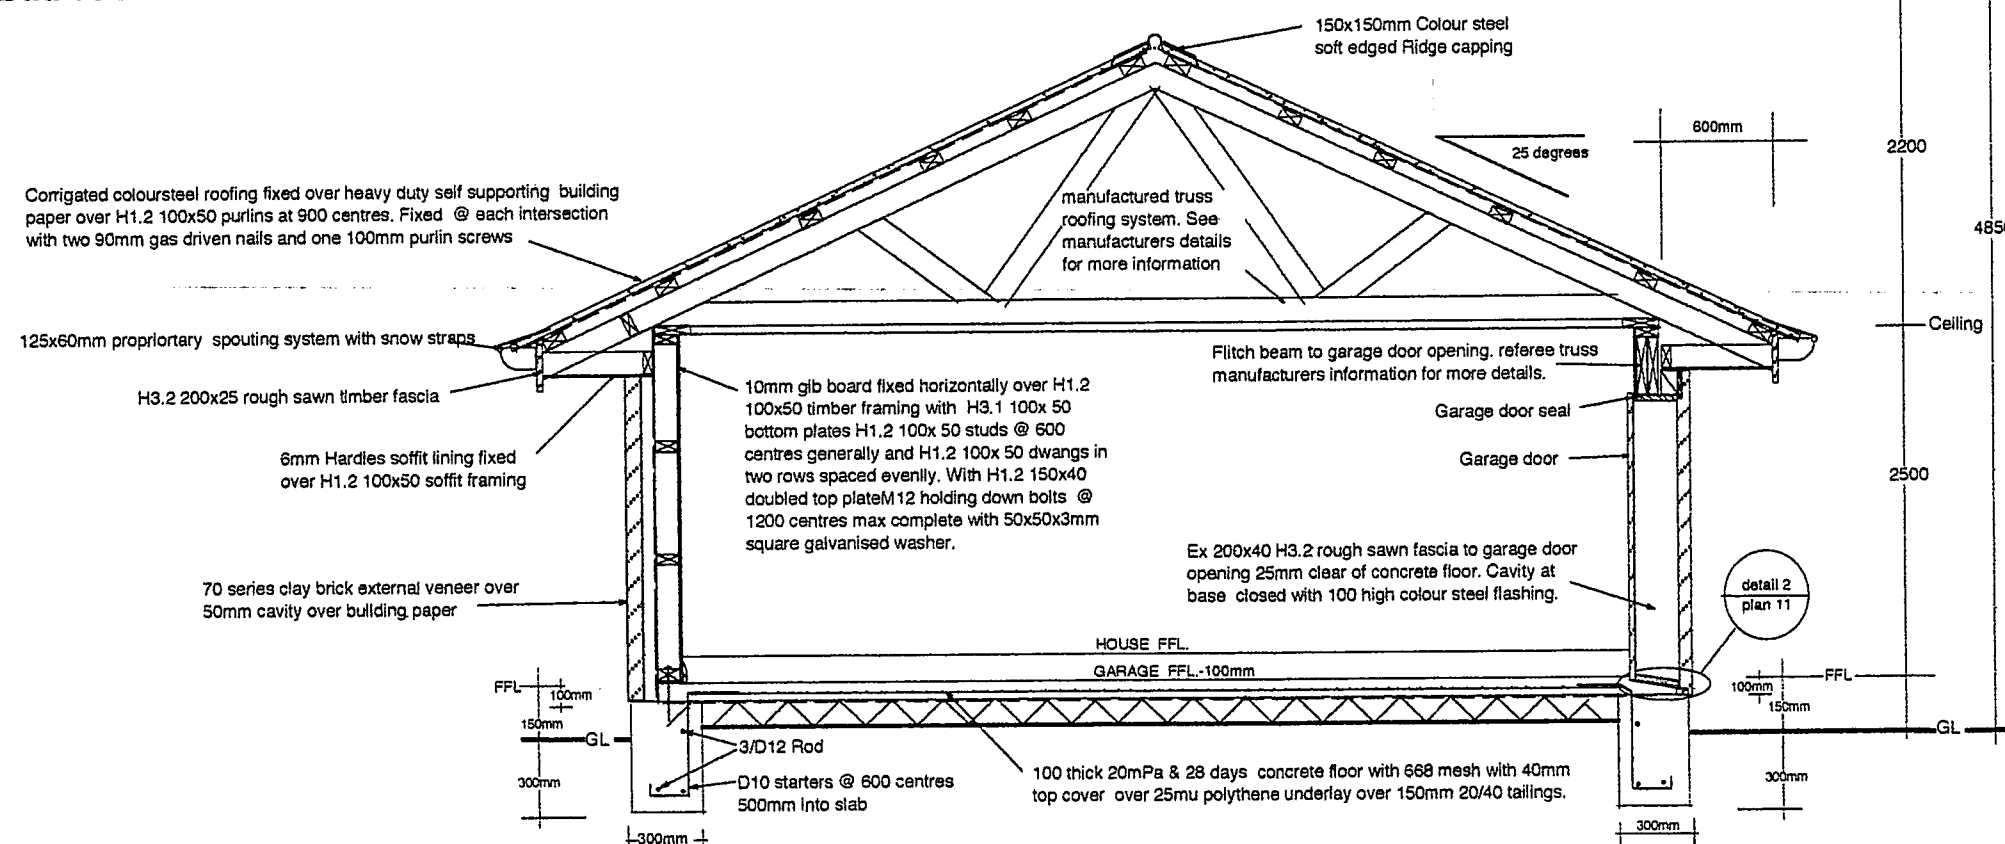 150x150mm Colour steel
soft edged Ridge capping
600mm
25 degrees
2200
Corrigated coloursteel roofing fixed over heavy duty self supporting building
paper over H1.2 100x50 purlins at 900 centres. Fixed @ each intersection
with two 90mm gas driven nails and one 100mm purlin screws
manufactured truss
roofing system. See
manufacturers details
for more information
125x60mm propriortary spouting system with snow straps
Ceiling
H3.2 200x25 rough sawn timber fascia
Flitch beam to garage door opening. referee truss
manufacturers information for more details.
10mm gib board fixed horizontally over H1.2
100x50 timber framing with H3.1 100x 50
bottom plates H1.2 100x 50 studs @ 600
centres generally and H1.2 100x 50 dwangs in
two rows spaced evenlly. With H1.2 150x40
doubled top plateM12 holding down bolts @
1200 centres max complete with 50x50x3mm
square galvanised washer.
Garage door seal
Garage door
6mm Hardies soffit lining fixed
over H1.2 100x50 soffit framing
2500
Ex 200x40 H3.2 rough sawn fascia to garage door
opening 25mm clear of concrete floor. Cavity at
base closed with 100 high colour steel flashing.
detail 2
plan 11
70 series clay brick external veneer over
50mm cavity over building paper
HOUSE FFL.
GARAGE FFL.-100mm
FFL
100mm
150mm
GL
300mm
300mm
3/D12 Rod
D10 starters @ 600 centres
500mm into slab
100 thick 20mPa & 28 days concrete floor with 668 mesh with 40mm
top cover over 25mu polythene underlay over 150mm 20/40 tailings.
FFL
100mm
150mm
GL
300mm
300mm